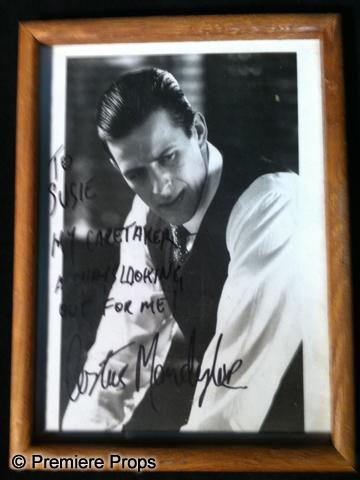 TO
SUSIE
MY CARETAKER
ALWAYS LOOKING
OUT FOR ME!
Costas Mandylor
© Premiere Props